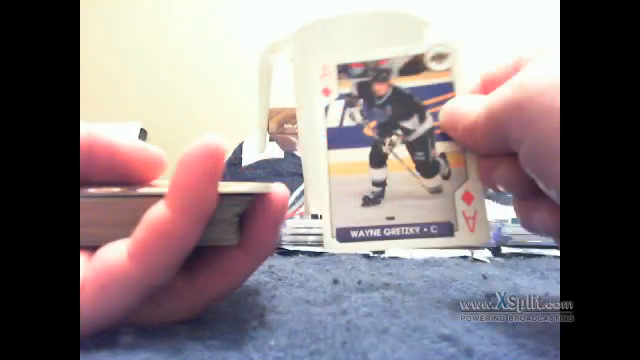 A
WAYNE GRETZKY • C
A
www.XSplit.com
POWERING BROADCASTING